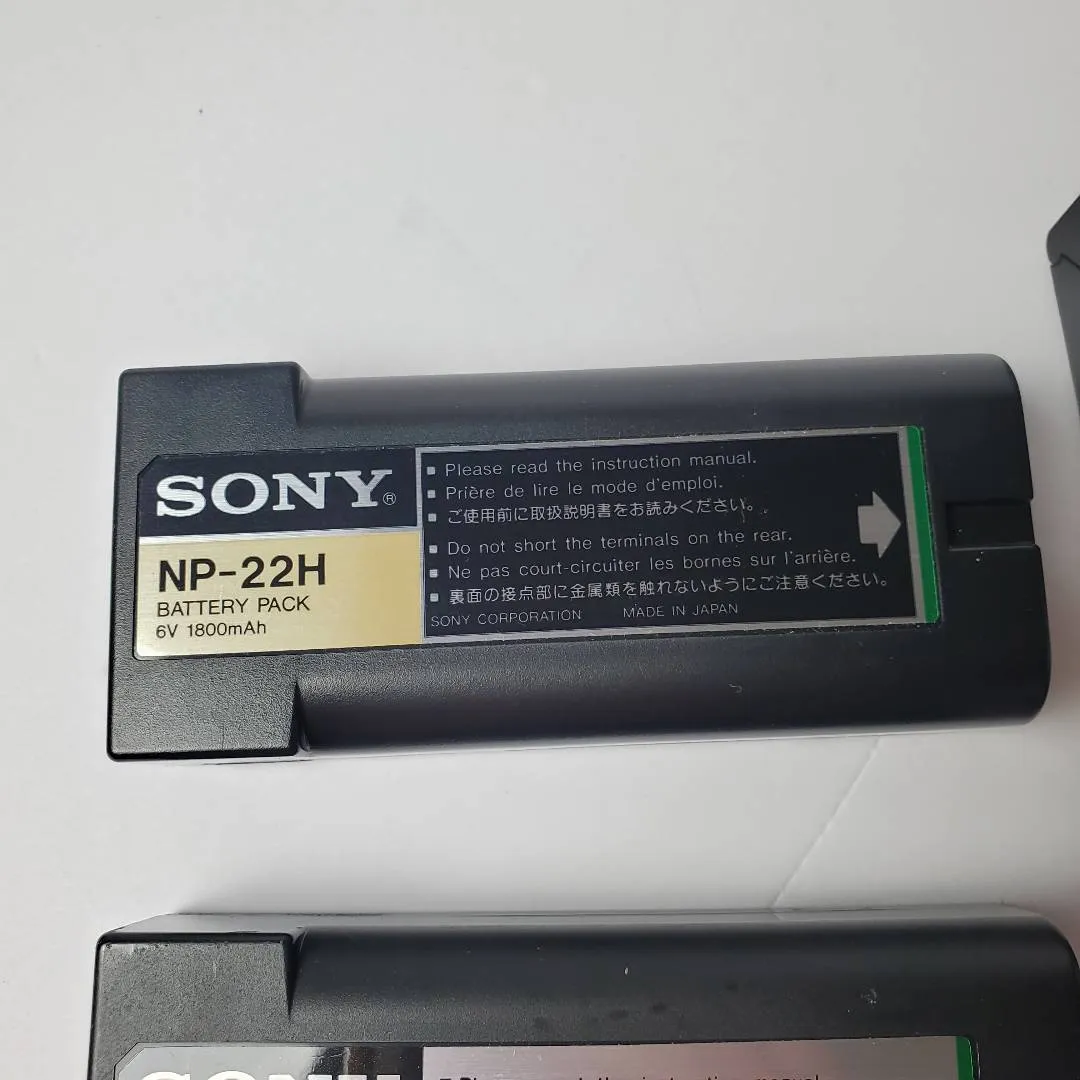 SONY®
NP-22H
BATTERY PACK
6V 1800mAh
■ Please read the instruction manual.
■ Prière de lire le mode d'emploi.
■ ご使用前に取扱説明書をお読みください。
■ Do not short the terminals on the rear.
■ Ne pas court-circuiter les bornes sur l'arrière.
■ 裏面の接点部に金属類を触れないようにご注意ください。
SONY CORPORATION MADE IN JAPAN
SONY